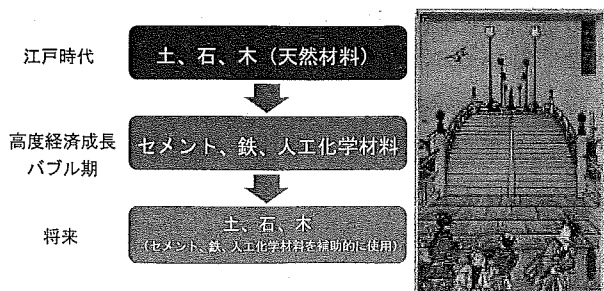 江戸時代
土、石、木（天然材料）
高度経済成長
バブル期
セメント、鉄、人工化学材料
将来
土、石、木
（セメント、鉄、人工化学材料を補助的に使用）